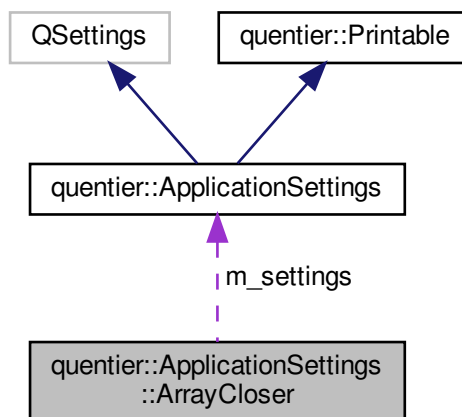 QSettings
quentier::Printable
quentier::ApplicationSettings
m_settings
quentier::ApplicationSettings
::ArrayCloser